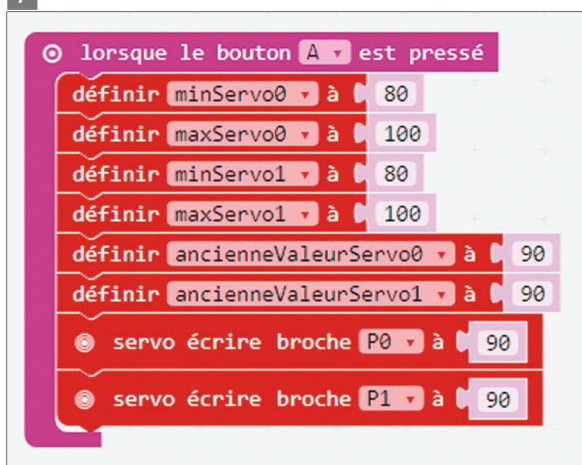 lorsque le bouton A est pressé
définir minServo0 à 80
définir maxServo0 à 100
définir minServo1 à 80
définir maxServo1 à 100
définir ancienneValeurServo0 à 90
définir ancienneValeurServo1 à 90
servo écrire broche P0 à 90
servo écrire broche P1 à 90